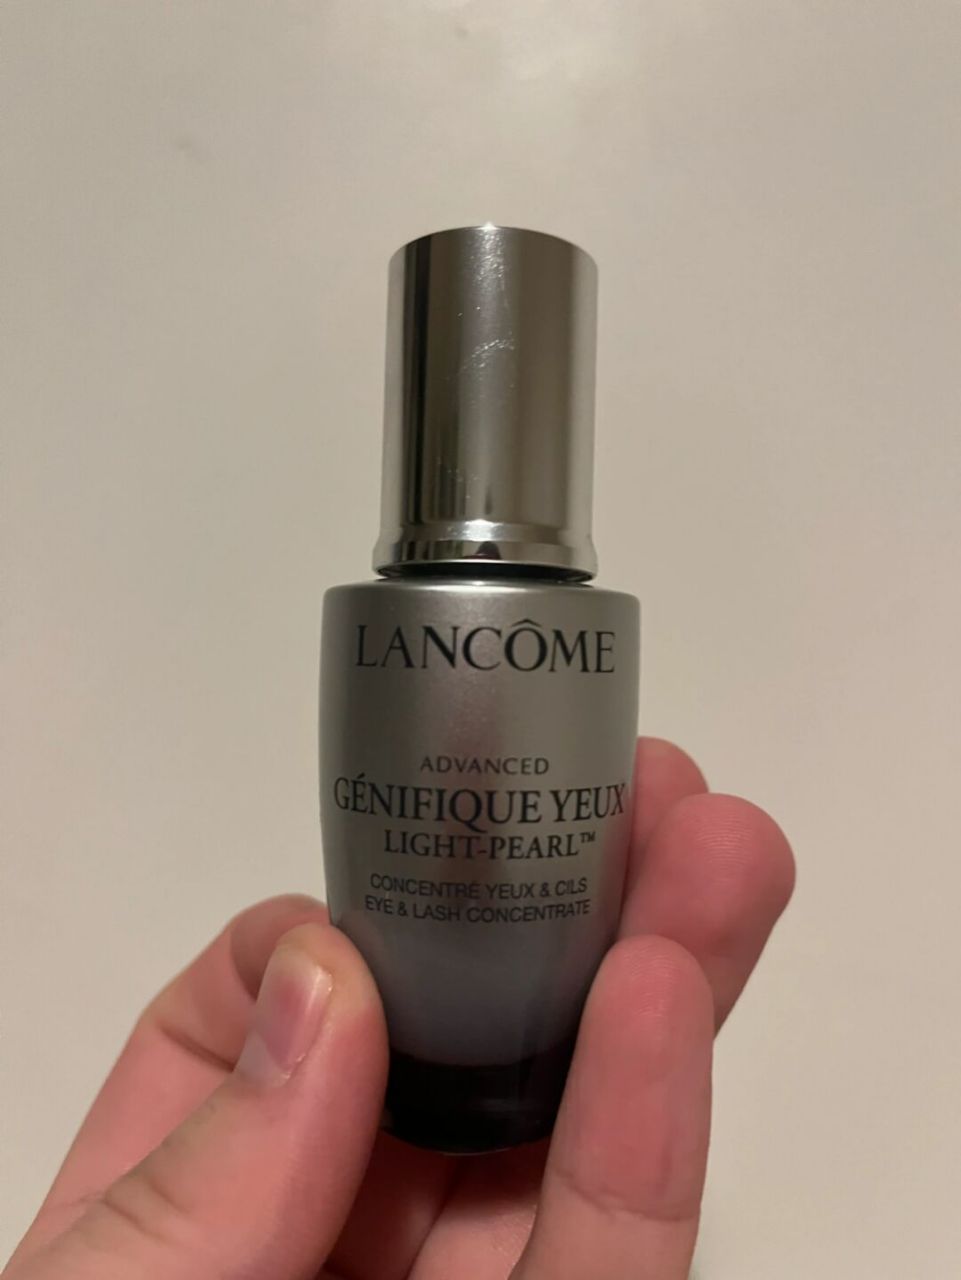 LANCÔME
ADVANCED
GÉNIFIQUE YEUX
LIGHT-PEARL™
CONCENTRÉ YEUX & CILS
EYE & LASH CONCENTRATE